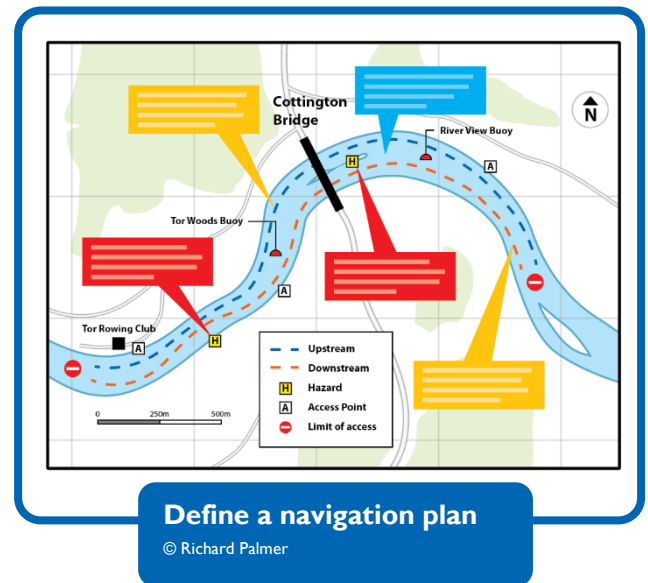 Cottington
Bridge
N
River View Buoy
H
A
Tor Woods Buoy
A
Tor Rowing Club
A
H
Upstream
Downstream
H Hazard
A Access Point
Limit of access
0 250m 500m
Define a navigation plan
© Richard Palmer